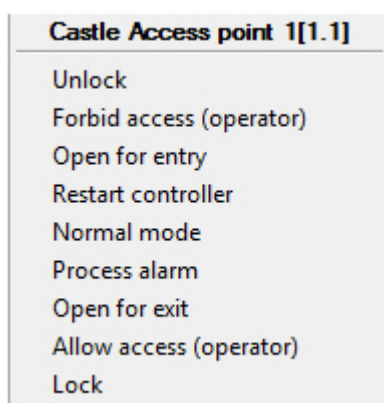 Castle Access point 1[1.1]
Unlock
Forbid access (operator)
Open for entry
Restart controller
Normal mode
Process alarm
Open for exit
Allow access (operator)
Lock